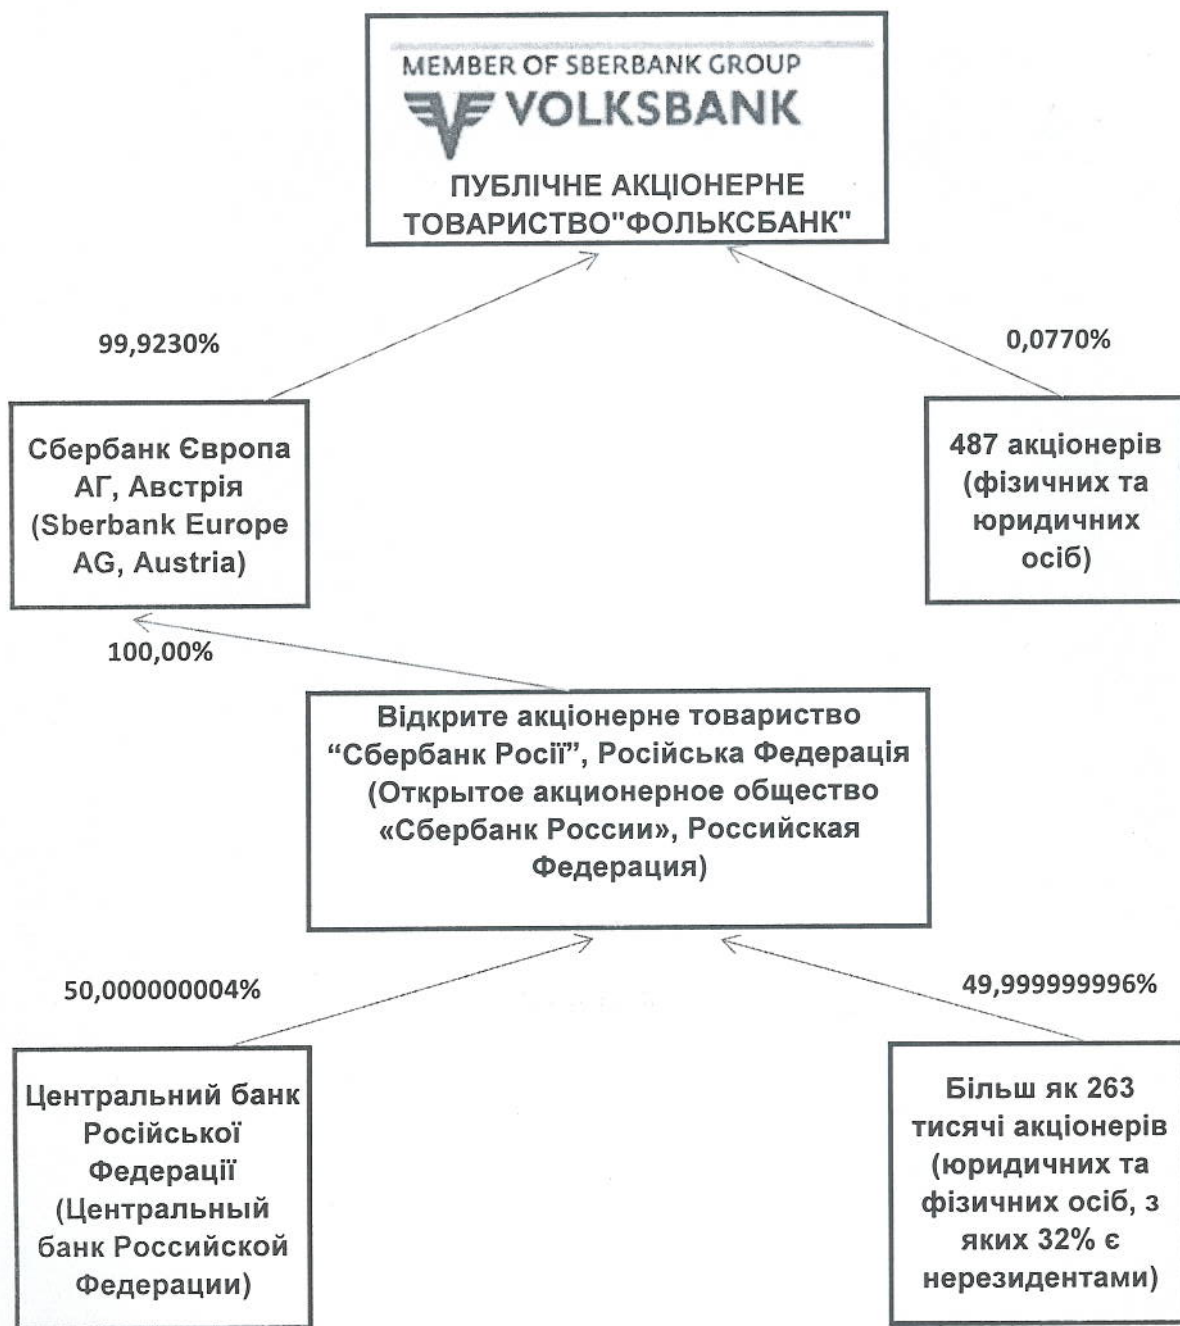 MEMBER OF SBERBANK GROUP
VOLKSBANK
ПУБЛІЧНЕ АКЦІОНЕРНЕ
ТОВАРИСТВО"ФОЛЬКСБАНК"
99,9230%
0,0770%
Сбербанк Європа
АГ, Австрія
(Sberbank Europe
AG, Austria)
487 акціонерів
(фізичних та
юридичних
осіб)
100,00%
Відкрите акціонерне товариство
“Сбербанк Росії”, Російська Федерація
(Открытое акционерное общество
«Сбербанк России», Российская
Федерация)
50,000000004%
49,999999996%
Центральний банк
Російської
Федерації
(Центральный
банк Российской
Федерации)
Більш як 263
тисячі акціонерів
(юридичних та
фізичних осіб, з
яких 32% є
нерезидентами)